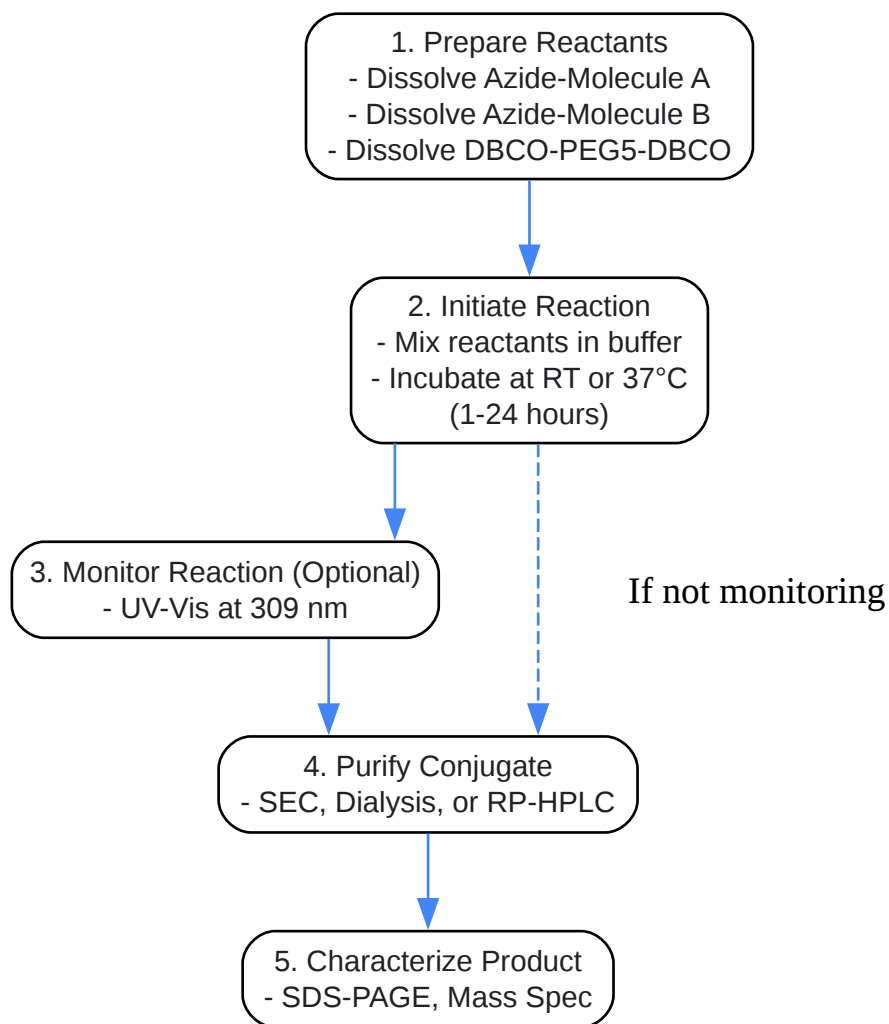 1. Prepare Reactants
- Dissolve Azide-Molecule A
- Dissolve Azide-Molecule B
- Dissolve DBCO-PEG5-DBCO
2. Initiate Reaction
- Mix reactants in buffer
- Incubate at RT or 37°C
(1-24 hours)
3. Monitor Reaction (Optional)
- UV-Vis at 309 nm
If not monitoring
4. Purify Conjugate
- SEC, Dialysis, or RP-HPLC
5. Characterize Product
- SDS-PAGE, Mass Spec